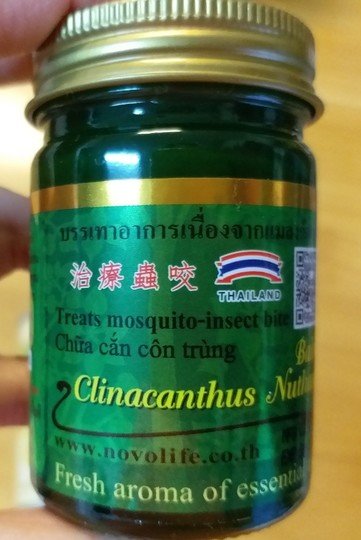 บรรเทาอาการเนื่องจากแมลง
治療蟲咬
THAILAND
Treats mosquito-insect bite
Chữa cắn côn trùng
Clinacanthus
www.novolife.co.th
Fresh aroma of